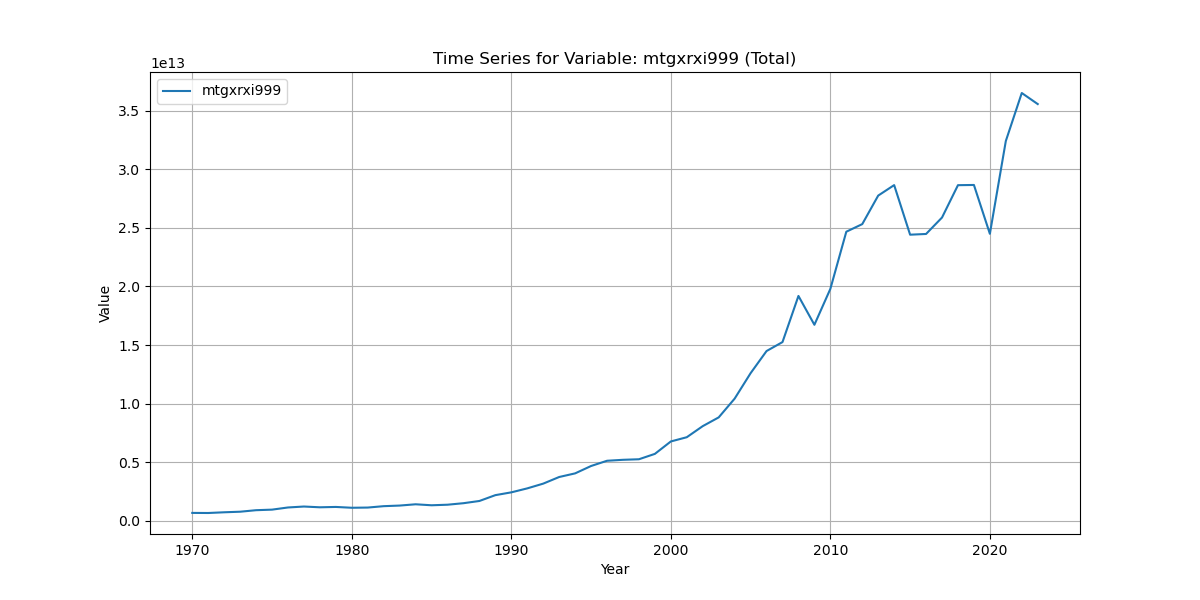 Time Series for Variable: mtgxrxi999 (Total)
1e13
mtgxrxi999
3.5
3.0
2.5
2.0
1.5
1.0
0.5
0.0
Value
1970 1980 1990 2000 2010 2020
Year